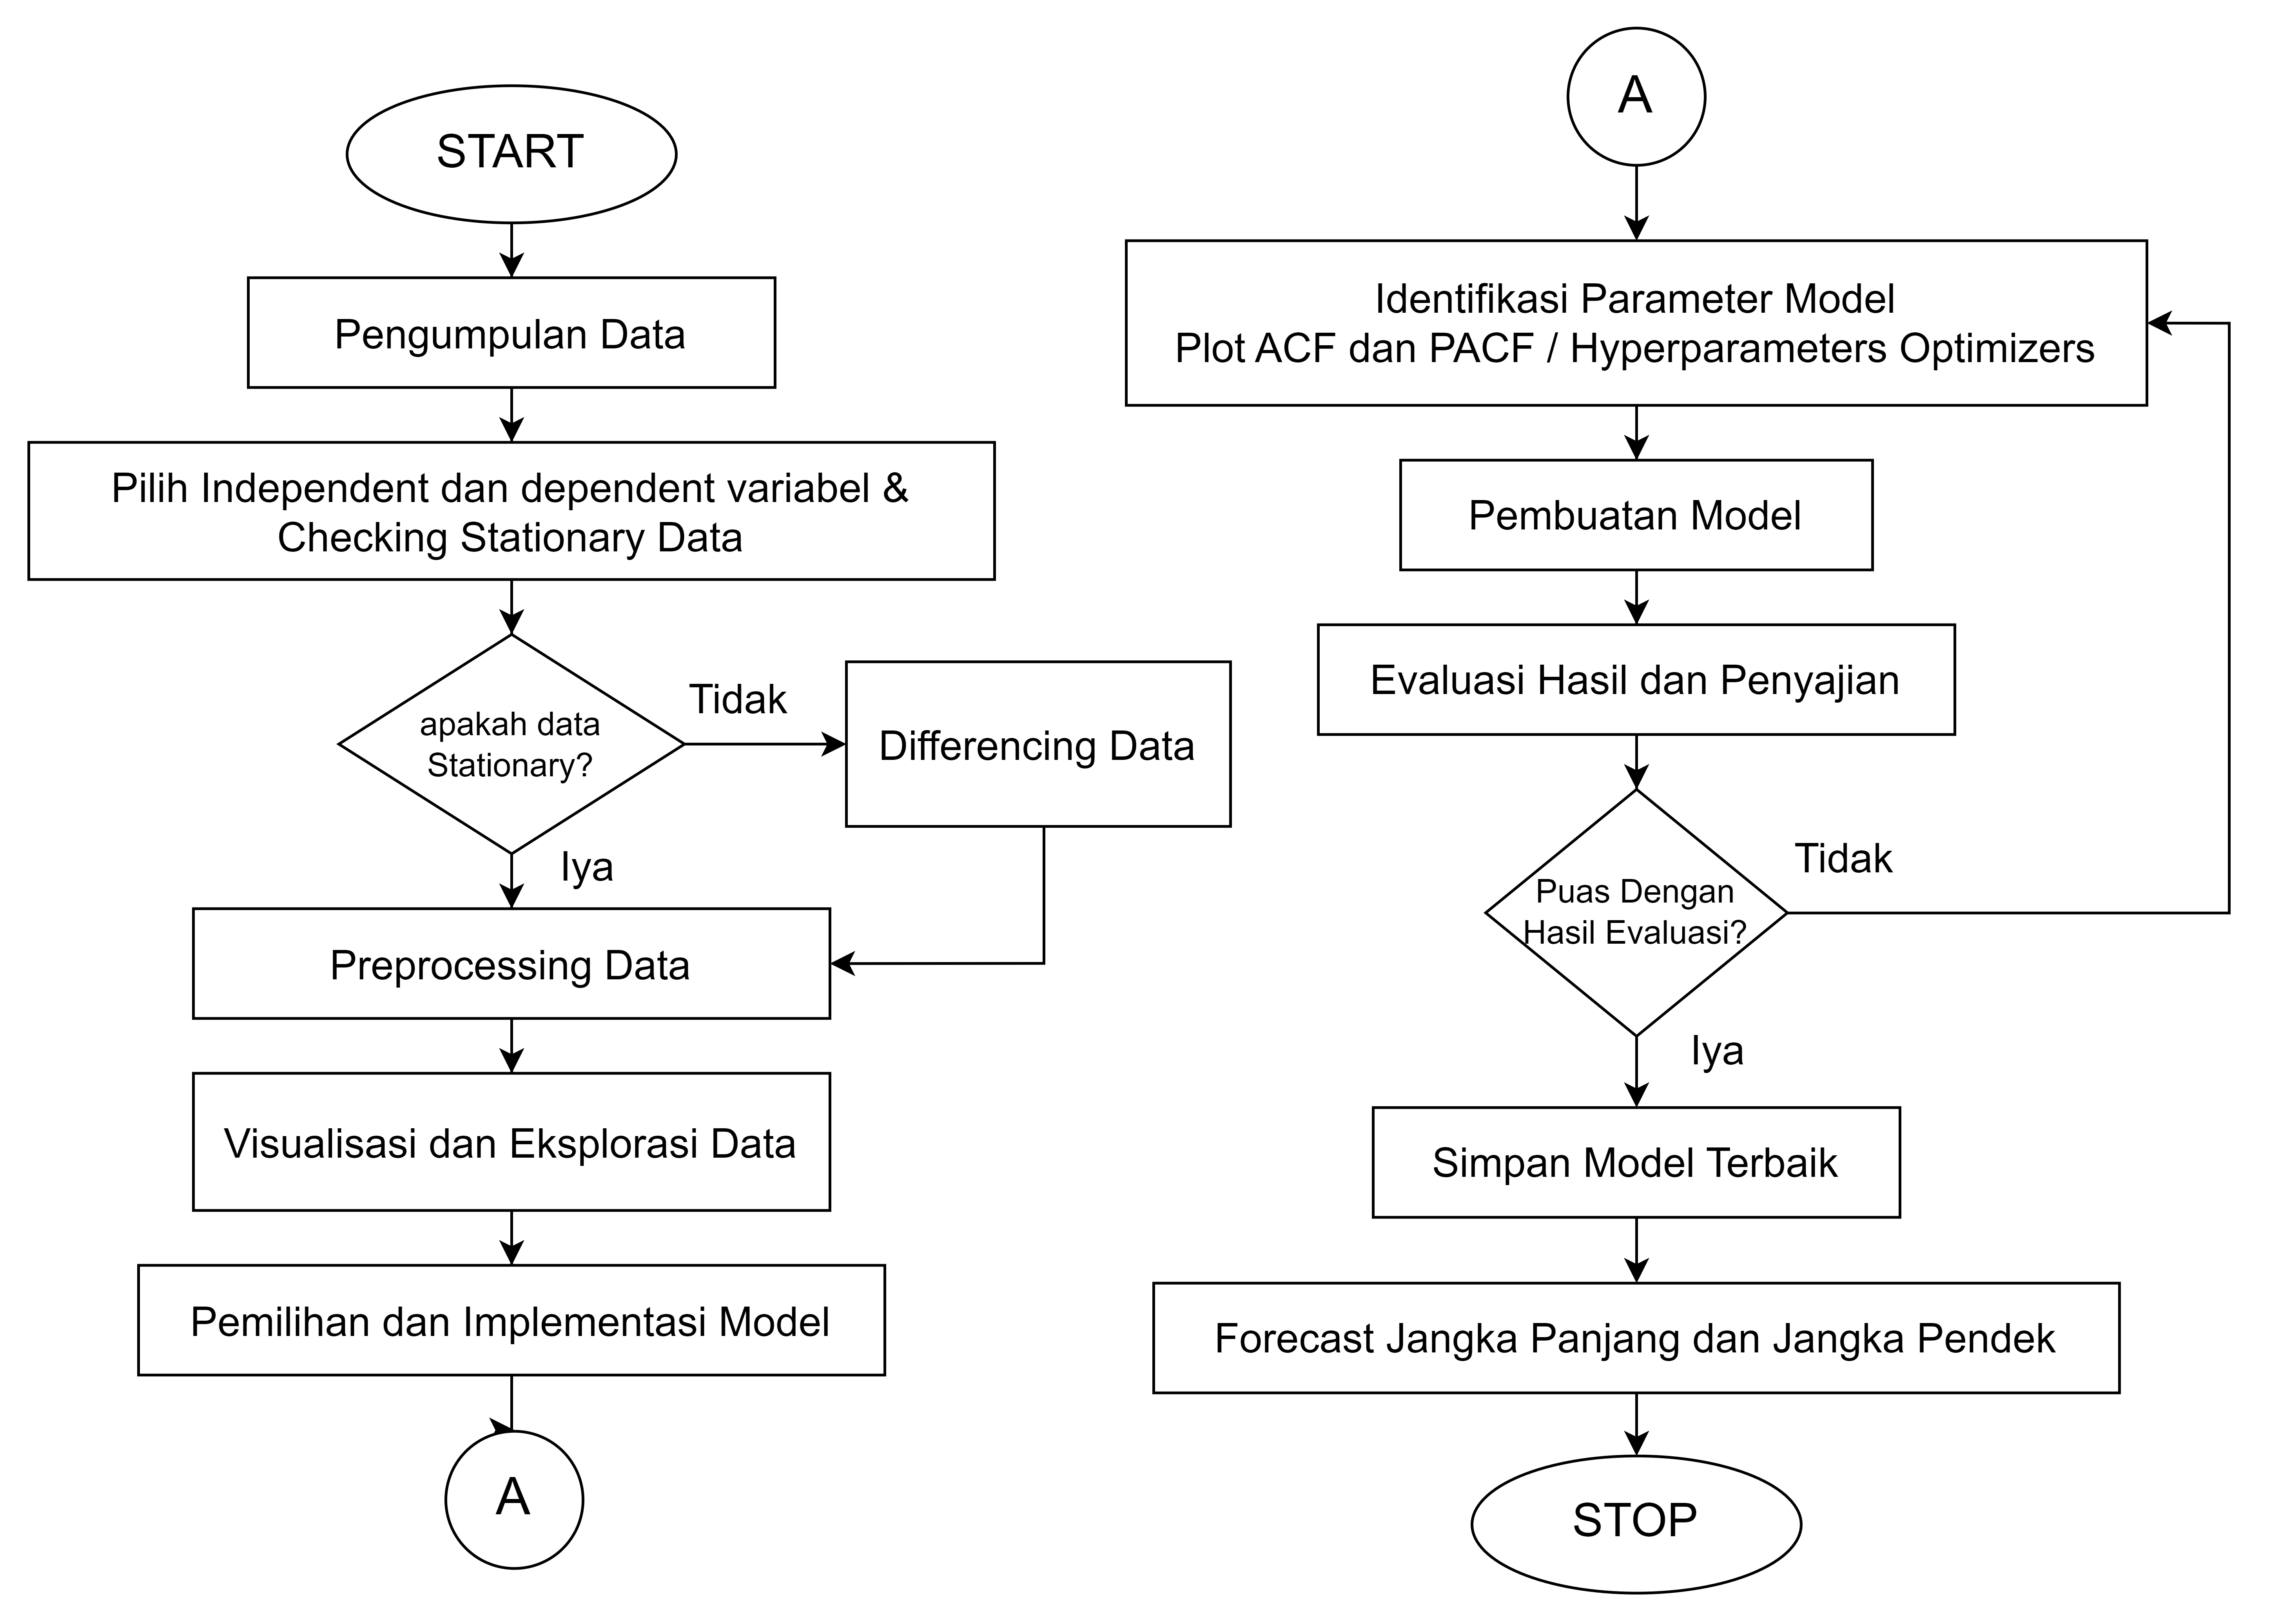 START
Pengumpulan Data
Pilih Independent dan dependent variabel &
Checking Stationary Data
apakah data
Stationary?
Tidak
Differencing Data
Iya
Preprocessing Data
Visualisasi dan Eksplorasi Data
Pemilihan dan Implementasi Model
A
A
Identifikasi Parameter Model
Plot ACF dan PACF / Hyperparameters Optimizers
Pembuatan Model
Evaluasi Hasil dan Penyajian
Puas Dengan
Hasil Evaluasi?
Tidak
Iya
Simpan Model Terbaik
Forecast Jangka Panjang dan Jangka Pendek
STOP